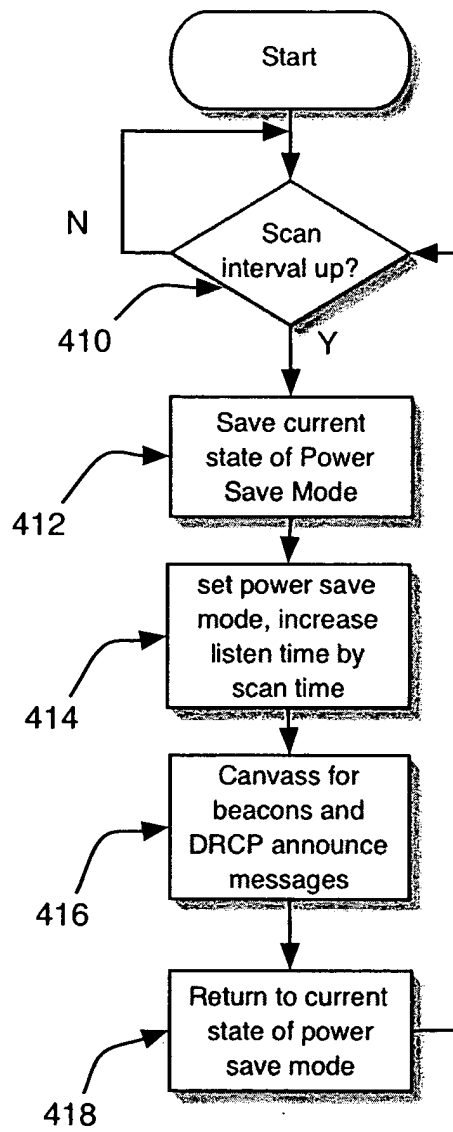 Start
N
Scan
interval up?
410
Y
Save current
state of Power
Save Mode
412
set power save
mode, increase
listen time by
scan time
414
Canvass for
beacons and
DRCP announce
messages
416
Return to current
state of power
save mode
418